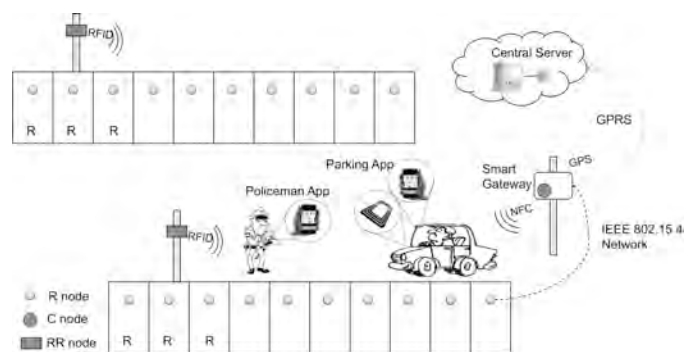 RFID
Central Server
R R R
GPRS
Parking App
Smart
Gateway
GPS
Policeman App
NFC
RFID
IEEE 802.15 4
Network
R node
C node
RR node
R R R